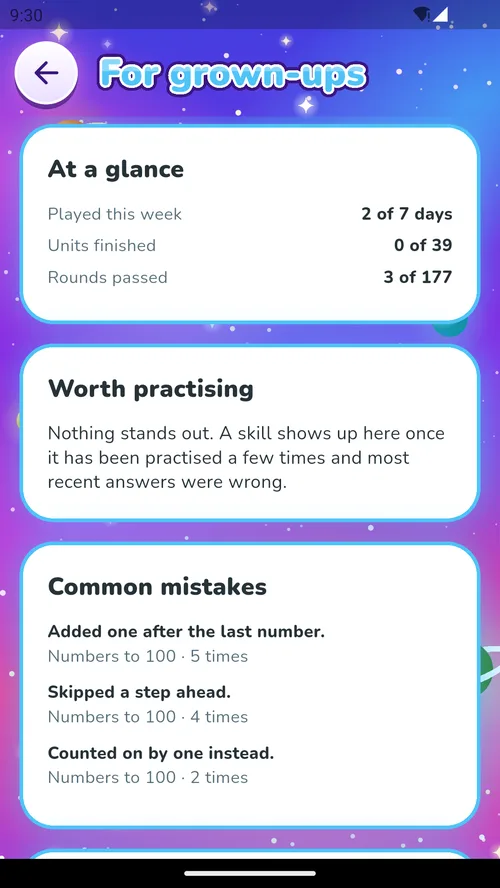 9:30
For grown-ups
At a glance
Played this week 2 of 7 days
Units finished 0 of 39
Rounds passed 3 of 177
Worth practising
Nothing stands out. A skill shows up here once
it has been practised a few times and most
recent answers were wrong.
Common mistakes
Added one after the last number.
Numbers to 100 · 5 times
Skipped a step ahead.
Numbers to 100 · 4 times
Counted on by one instead.
Numbers to 100 · 2 times